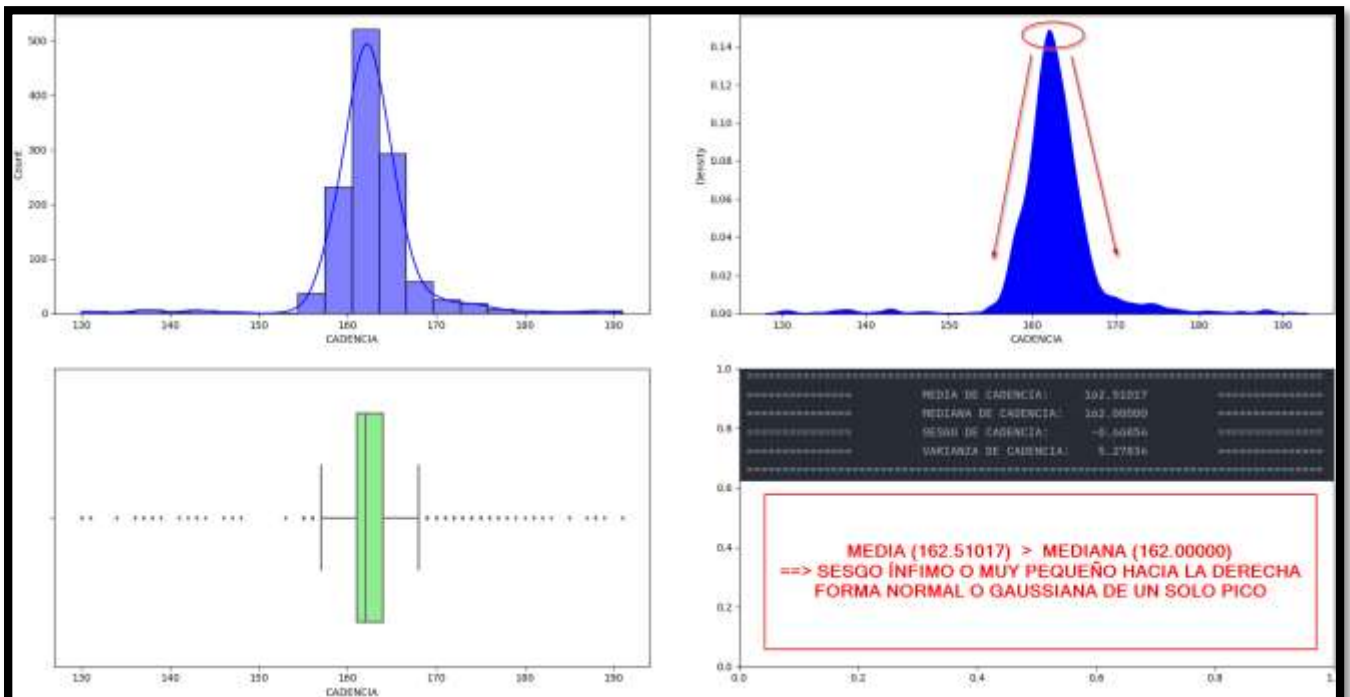 500
400
300
200
100
0
Count
130 140 150 160 170 180 190
CADENCIA
0.14
0.12
0.10
0.08
0.06
0.04
0.02
0.00
Density
130 140 150 160 170 180 190
CADENCIA
130 140 150 160 170 180 190
CADENCIA
1.0
0.8
0.6
0.4
0.2
0.0
MEDIA DE CADENCIA: 162.51017
MEDIANA DE CADENCIA: 162.00000
SESGO DE CADENCIA:
VARIANZA DE CADENCIA:
MEDIA (162.51017) > MEDIANA (162.00000)
==> SESGO ÍNFIMO O MUY PEQUEÑO HACIA LA DERECHA
FORMA NORMAL O GAUSSIANA DE UN SOLO PICO
0.0 0.2 0.4 0.6 0.8 1.